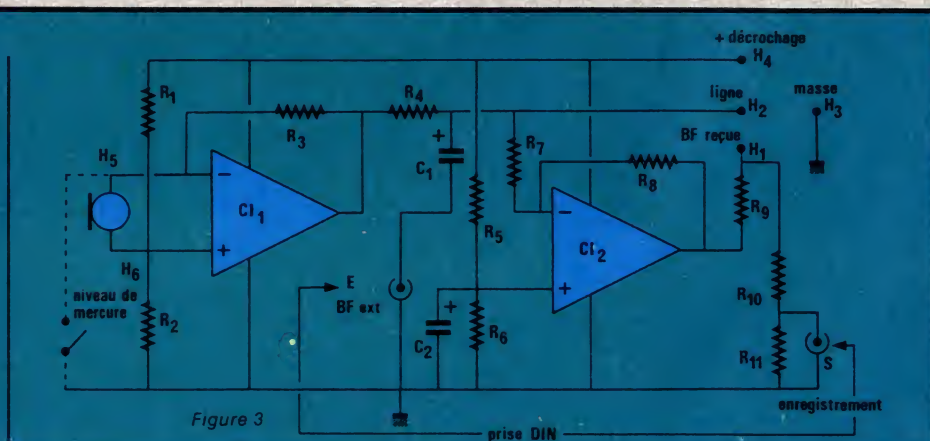 + décrochage
H4
ligne
H2
masse
H3
BF reçue
H1
R1
R3
R4
R7
R8
R9
H5
CI1
C1
CI2
R5
H6
niveau de
mercure
R2
E
BF ext
C2
R6
R10
R11
S
Figure 3
prise DIN
enregistrement